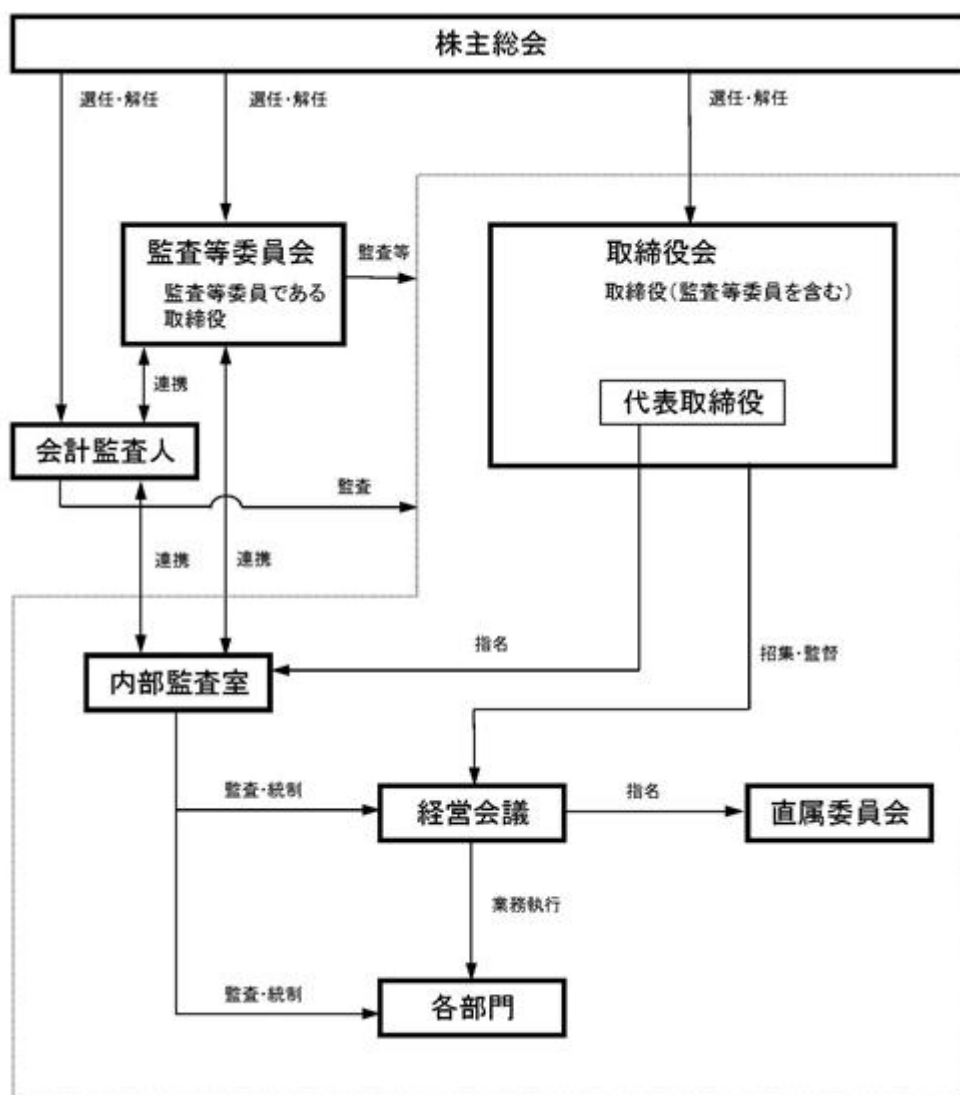 株主総会
選任・解任
選任・解任
選任・解任
監査等委員会
監査等委員である
取締役
監査等
取締役会
取締役(監査等委員を含む)
代表取締役
連携
会計監査人
監査
連携
連携
指名
招集・監督
内部監査室
監査・統制
経営会議
指名
直属委員会
業務執行
監査・統制
各部門